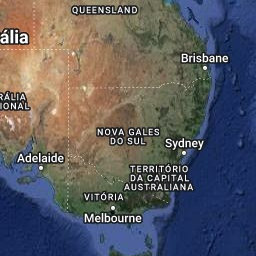 QUEENSLAND
ália
Brisbane
RÁLIA
IONAL
NOVA GALES
DO SUL
Sydney
Adelaide
TERRITÓRIO
DA CAPITAL
AUSTRALIANA
VITÓRIA
Melbourne